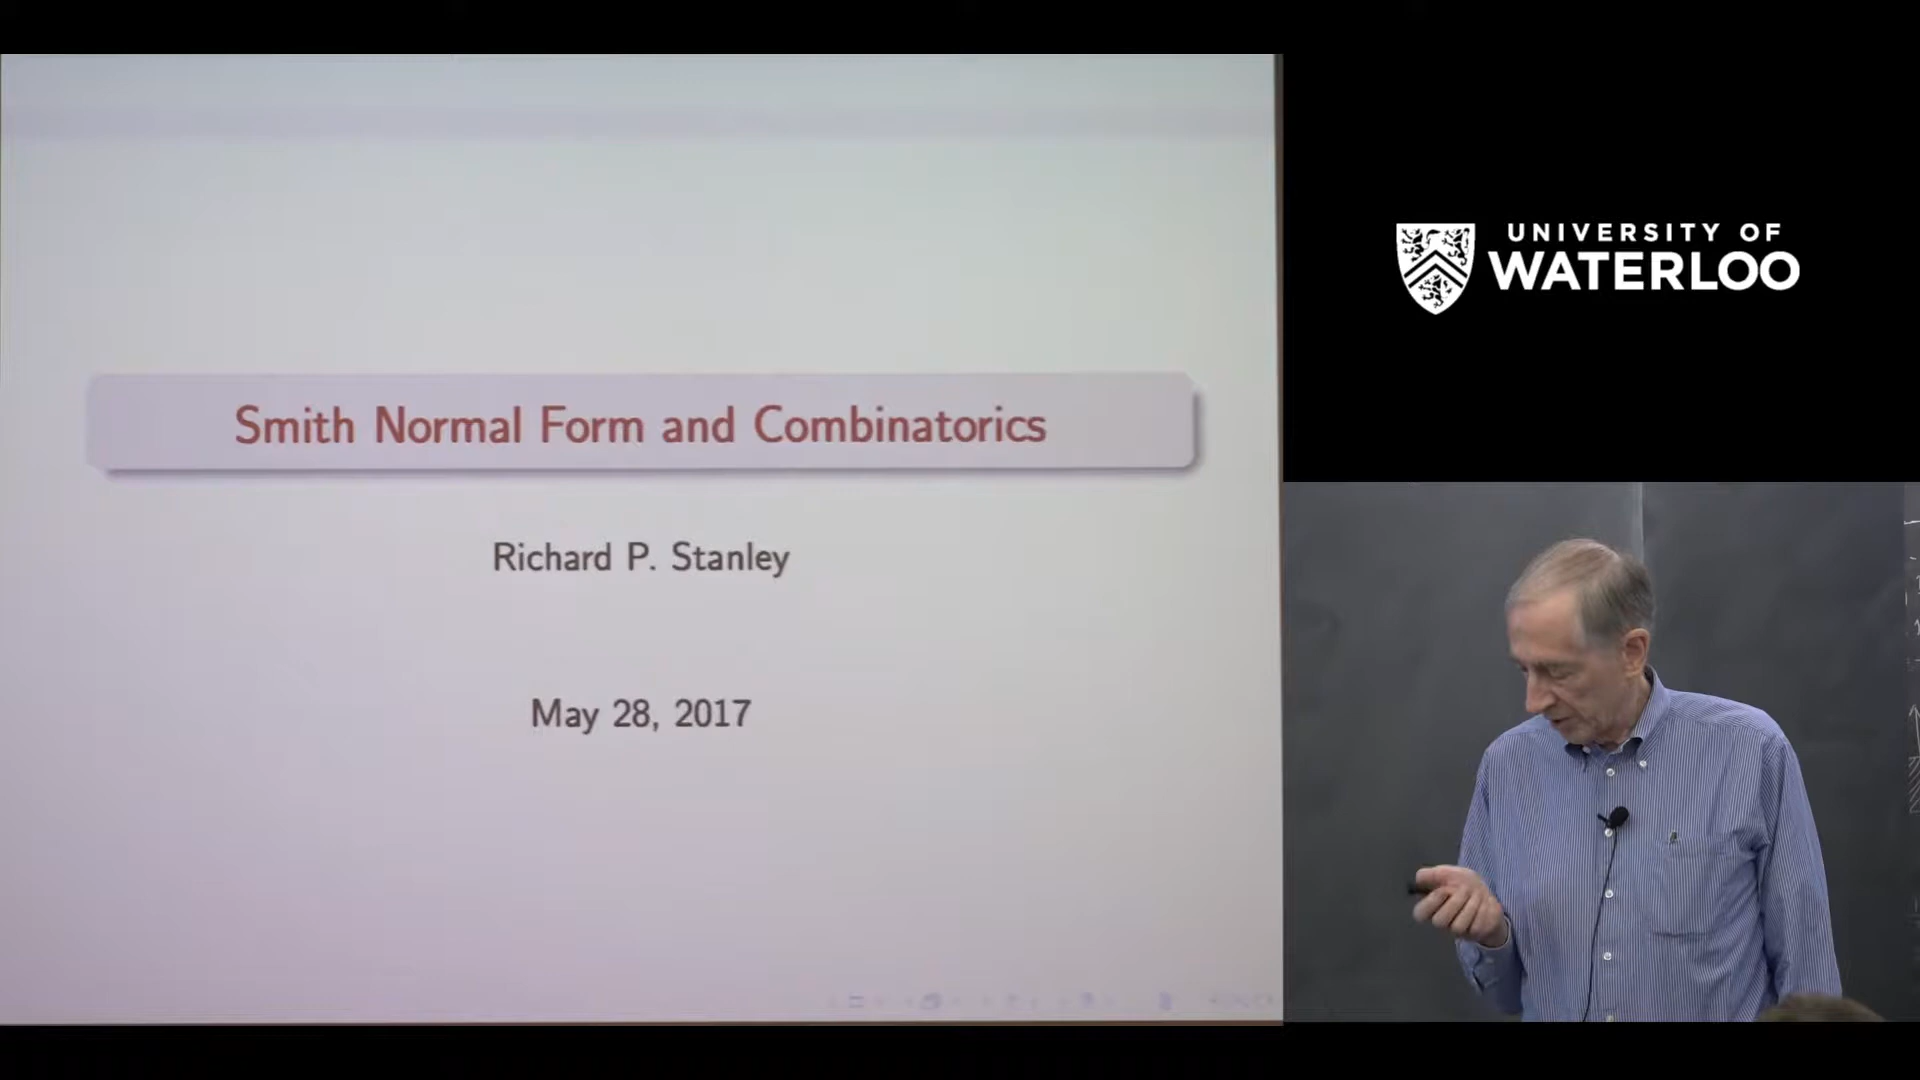 Smith Normal Form and Combinatorics
Richard P. Stanley
May 28, 2017
UNIVERSITY OF
WATERLOO